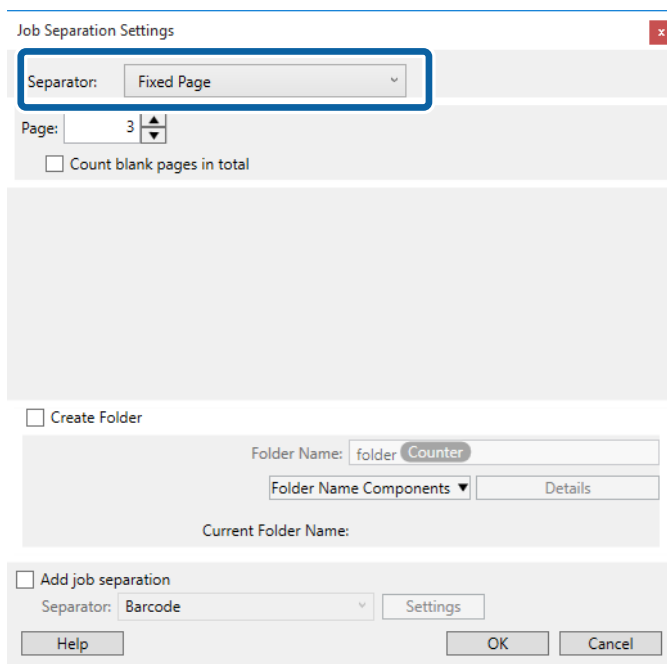 Job Separation Settings x
Separator: Fixed Page
Page: 3
Count blank pages in total
Create Folder
Folder Name: folder Counter
Folder Name Components ▼ Details
Current Folder Name:
Add job separation
Separator: Barcode Settings
Help OK Cancel